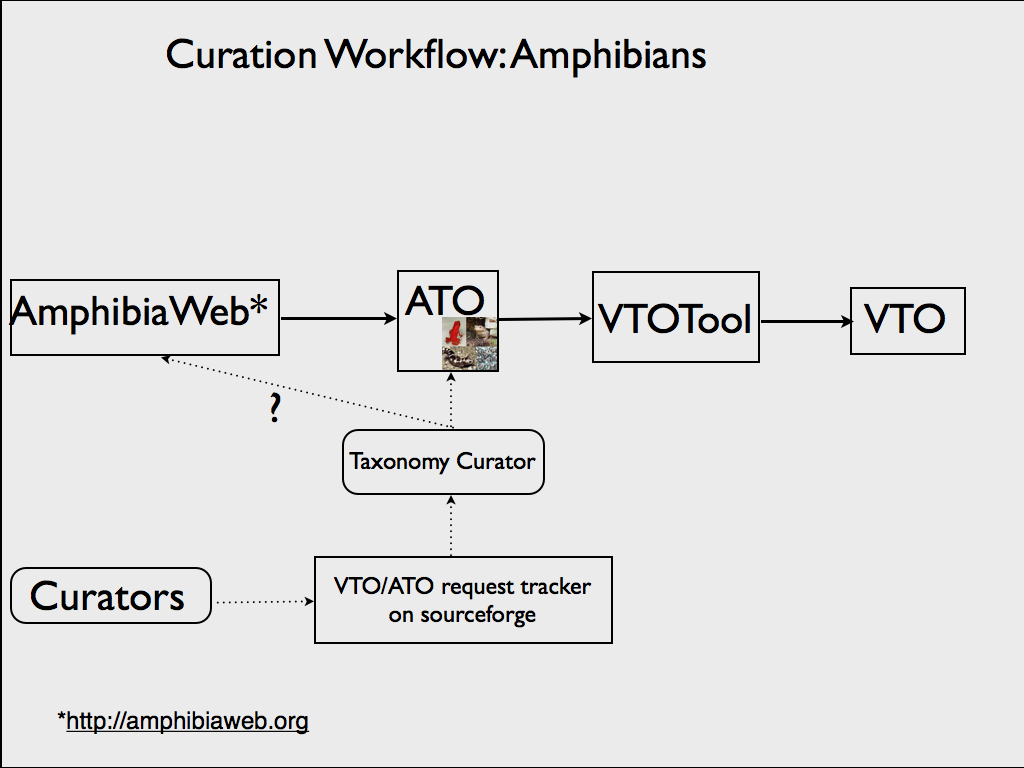 Curation Workflow: Amphibians
AmphibiaWeb*
ATO
VTOTool
VTO
?
Taxonomy Curator
Curators
VTO/ATO request tracker
on sourceforge
*http://amphibiaweb.org